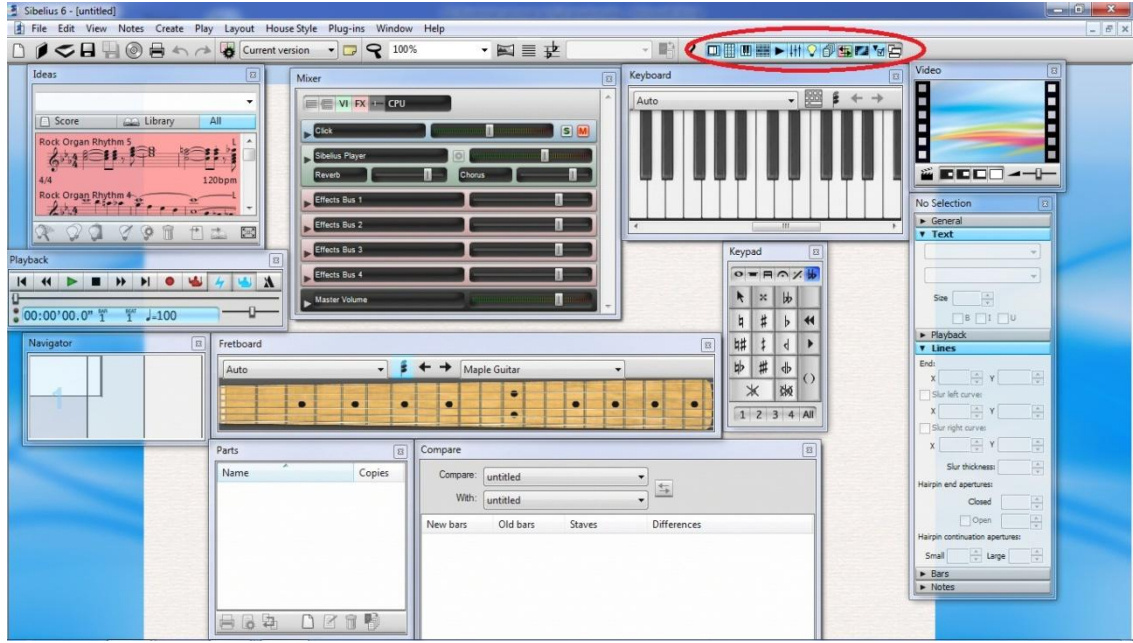 Sibelius 6 - [untitled]
File Edit View Notes Create Play Layout House Style Plug-ins Window Help
Current version 100%
Ideas
Score Library All
Rock Organ Rhythm 5 L
4/4 120bpm
Rock Organ Rhythm 4 L
Mixer
VI FX CPU
Click S M
Sibelius Player
Reverb Chorus
Effects Bus 1
Effects Bus 2
Effects Bus 3
Effects Bus 4
Master Volume
Keyboard
Auto
Video
Playback
00:00'00.0" BAR 1 BEAT 1 ♩=100
Navigator
1
Fretboard
Auto Maple Guitar
Keypad
1 2 3 4 All
No Selection
General
Text
Size
B I U
Playback
Lines
End:
X Y
Slur left curve:
X Y
Slur right curve:
X Y
Slur thickness:
Hairpin end apertures:
Closed
Open
Hairpin continuation apertures:
Small Large
Bars
Notes
Parts
Name Copies
Compare
Compare: untitled
With: untitled
New bars Old bars Staves Differences